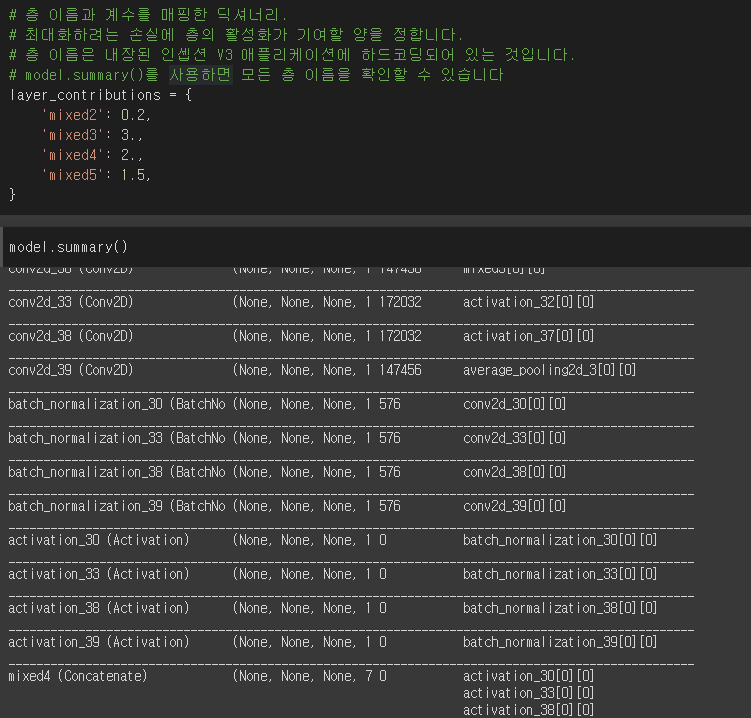 # 층 이름과 계수를 매핑한 딕셔너리.
# 최대화하려는 손실에 층의 활성화가 기여할 양을 정합니다.
# 층 이름은 내장된 인셉션 V3 애플리케이션에 하드코딩되어 있는 것입니다.
# model.summary()를 사용하면 모든 층 이름을 확인할 수 있습니다
layer_contributions = {
    'mixed2': 0.2,
    'mixed3': 3.,
    'mixed4': 2.,
    'mixed5': 1.5,
}
model.summary()
conv2d_30 (Conv2D) (None, None, None, 1 147456 mixed3[0][0]
conv2d_33 (Conv2D) (None, None, None, 1 172032 activation_32[0][0]
conv2d_38 (Conv2D) (None, None, None, 1 172032 activation_37[0][0]
conv2d_39 (Conv2D) (None, None, None, 1 147456 average_pooling2d_3[0][0]
batch_normalization_30 (BatchNo (None, None, None, 1 576 conv2d_30[0][0]
batch_normalization_33 (BatchNo (None, None, None, 1 576 conv2d_33[0][0]
batch_normalization_38 (BatchNo (None, None, None, 1 576 conv2d_38[0][0]
batch_normalization_39 (BatchNo (None, None, None, 1 576 conv2d_39[0][0]
activation_30 (Activation) (None, None, None, 1 0 batch_normalization_30[0][0]
activation_33 (Activation) (None, None, None, 1 0 batch_normalization_33[0][0]
activation_38 (Activation) (None, None, None, 1 0 batch_normalization_38[0][0]
activation_39 (Activation) (None, None, None, 1 0 batch_normalization_39[0][0]
mixed4 (Concatenate) (None, None, None, 7 0 activation_30[0][0]
activation_33[0][0]
activation_38[0][0]